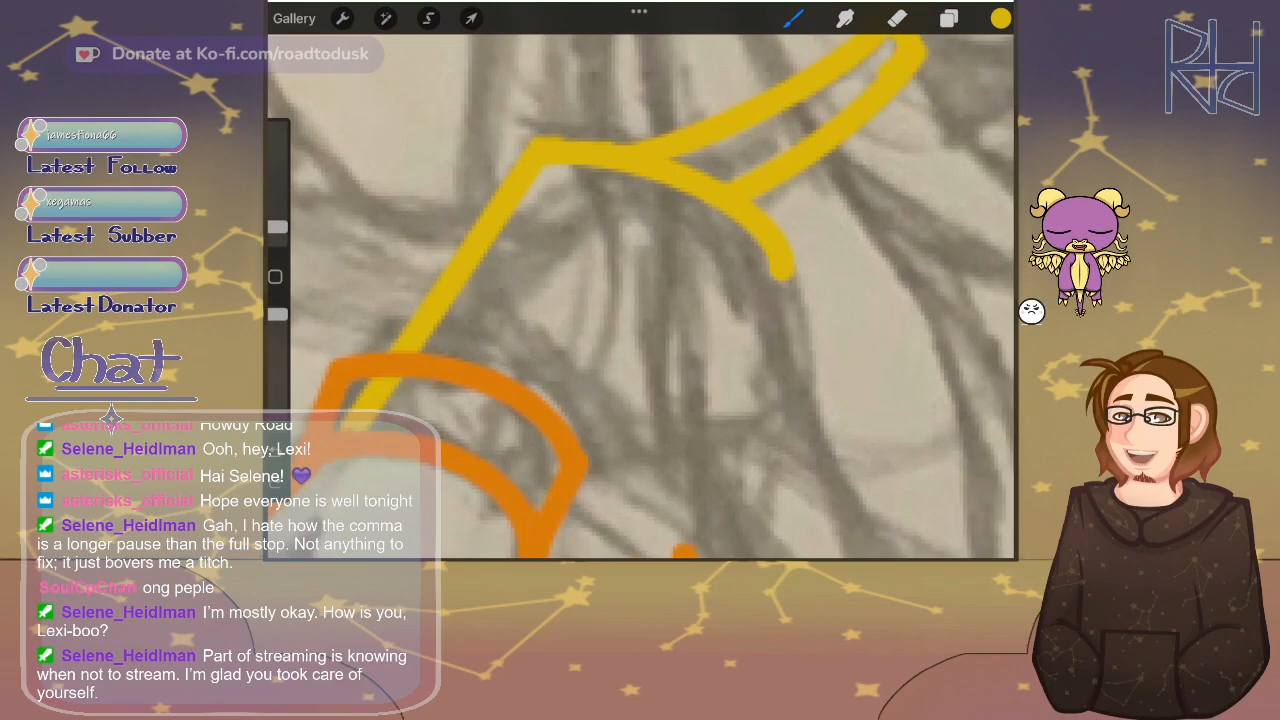 Gallery
Donate at Ko-fi.com/roadtodusk
jamesfiona66
Latest Follow
xegamas
Latest Subber
Latest Donator
Chat
asterisks_official Howdy Road
Selene_Heidlman Ooh, hey, Lexi!
asterisks_official Hai Selene!
asterisks_official Hope everyone is well tonight
Selene_Heidlman Gah, I hate how the comma
is a longer pause than the full stop. Not anything to
fix; it just bovers me a titch.
SoulCpChan ong peple
Selene_Heidlman I'm mostly okay. How is you,
Lexi-boo?
Selene_Heidlman Part of streaming is knowing
when not to stream. I'm glad you took care of
yourself.